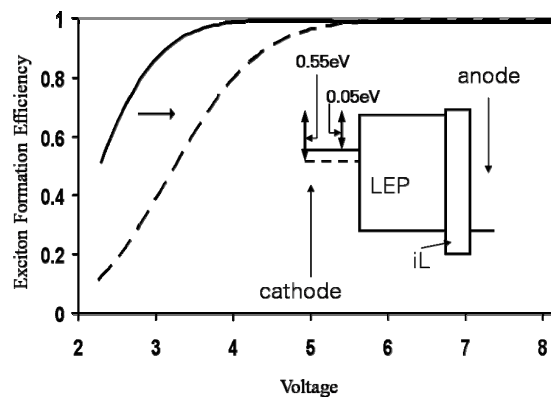 Exciton Formation Efficiency
1
0.8
0.6
0.4
0.2
0
2 3 4 5 6 7 8
Voltage
0.55eV
0.05eV
anode
LEP
iL
cathode